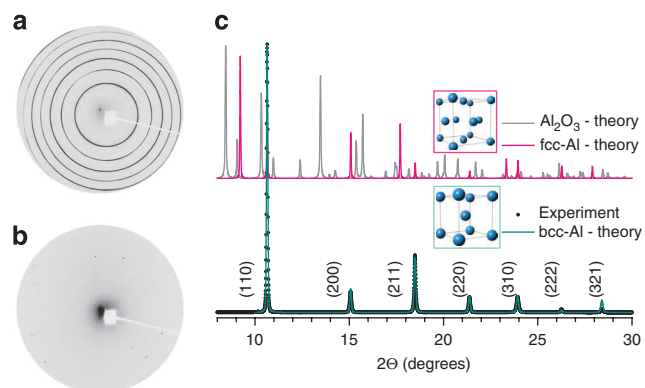 a
b
c
Al₂O₃ - theory
fcc-Al - theory
Experiment
bcc-Al - theory
(110)
(200)
(211)
(220)
(310)
(222)
(321)
10
15
20
25
30
2Θ (degrees)